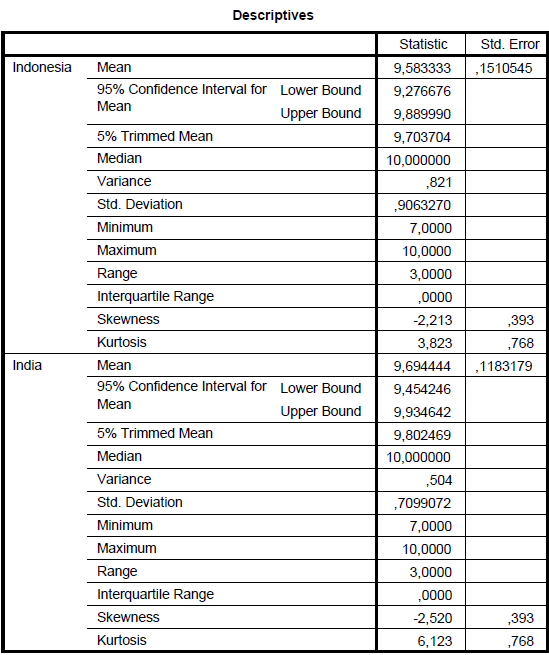 Descriptives
Statistic Std. Error
Indonesia Mean 9,583333 ,1510545
95% Confidence Interval for Mean Lower Bound 9,276676
Upper Bound 9,889990
5% Trimmed Mean 9,703704
Median 10,000000
Variance ,821
Std. Deviation ,9063270
Minimum 7,0000
Maximum 10,0000
Range 3,0000
Interquartile Range ,0000
Skewness -2,213 ,393
Kurtosis 3,823 ,768
India Mean 9,694444 ,1183179
95% Confidence Interval for Mean Lower Bound 9,454246
Upper Bound 9,934642
5% Trimmed Mean 9,802469
Median 10,000000
Variance ,504
Std. Deviation ,7099072
Minimum 7,0000
Maximum 10,0000
Range 3,0000
Interquartile Range ,0000
Skewness -2,520 ,393
Kurtosis 6,123 ,768